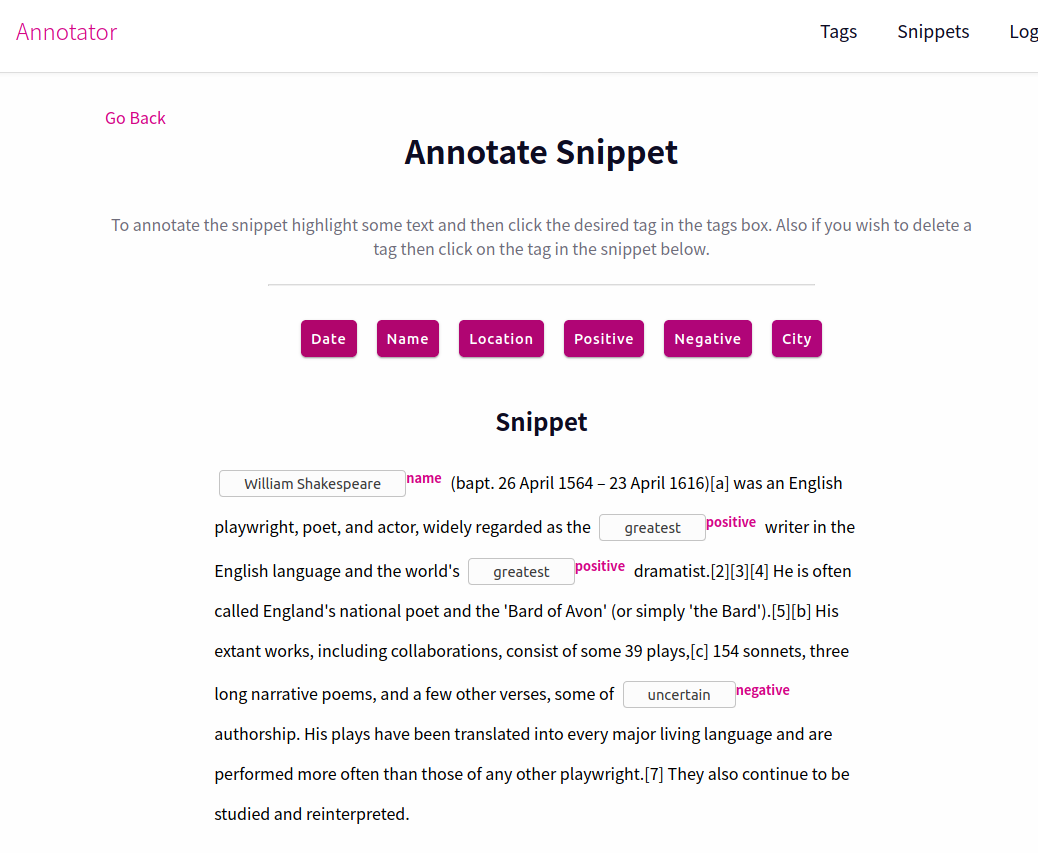 Annotator Tags Snippets Log
Go Back
Annotate Snippet
To annotate the snippet highlight some text and then click the desired tag in the tags box. Also if you wish to delete a
tag then click on the tag in the snippet below.
Date Name Location Positive Negative City
Snippet
William Shakespeare name (bapt. 26 April 1564 – 23 April 1616)[a] was an English
playwright, poet, and actor, widely regarded as the greatest positive writer in the
English language and the world's greatest positive dramatist.[2][3][4] He is often
called England's national poet and the 'Bard of Avon' (or simply 'the Bard').[5][b] His
extant works, including collaborations, consist of some 39 plays,[c] 154 sonnets, three
long narrative poems, and a few other verses, some of uncertain negative
authorship. His plays have been translated into every major living language and are
performed more often than those of any other playwright.[7] They also continue to be
studied and reinterpreted.